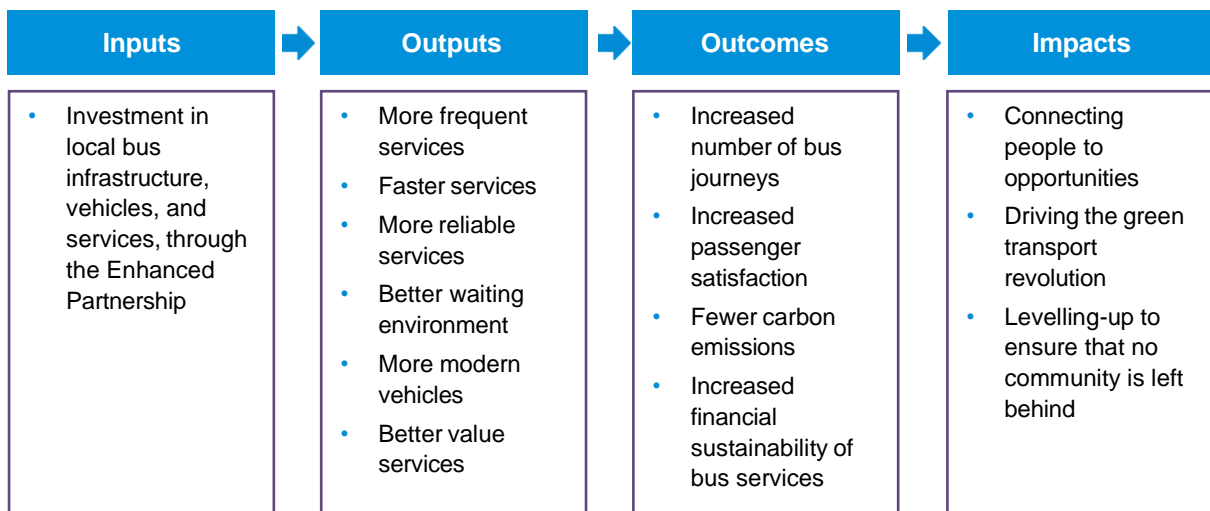 Inputs
Outputs
Outcomes
Impacts
• Investment in
local bus
infrastructure,
vehicles, and
services, through
the Enhanced
Partnership
• More frequent
services
• Faster services
• More reliable
services
• Better waiting
environment
• More modern
vehicles
• Better value
services
• Increased
number of bus
journeys
• Increased
passenger
satisfaction
• Fewer carbon
emissions
• Increased
financial
sustainability of
bus services
• Connecting
people to
opportunities
• Driving the green
transport
revolution
• Levelling-up to
ensure that no
community is left
behind